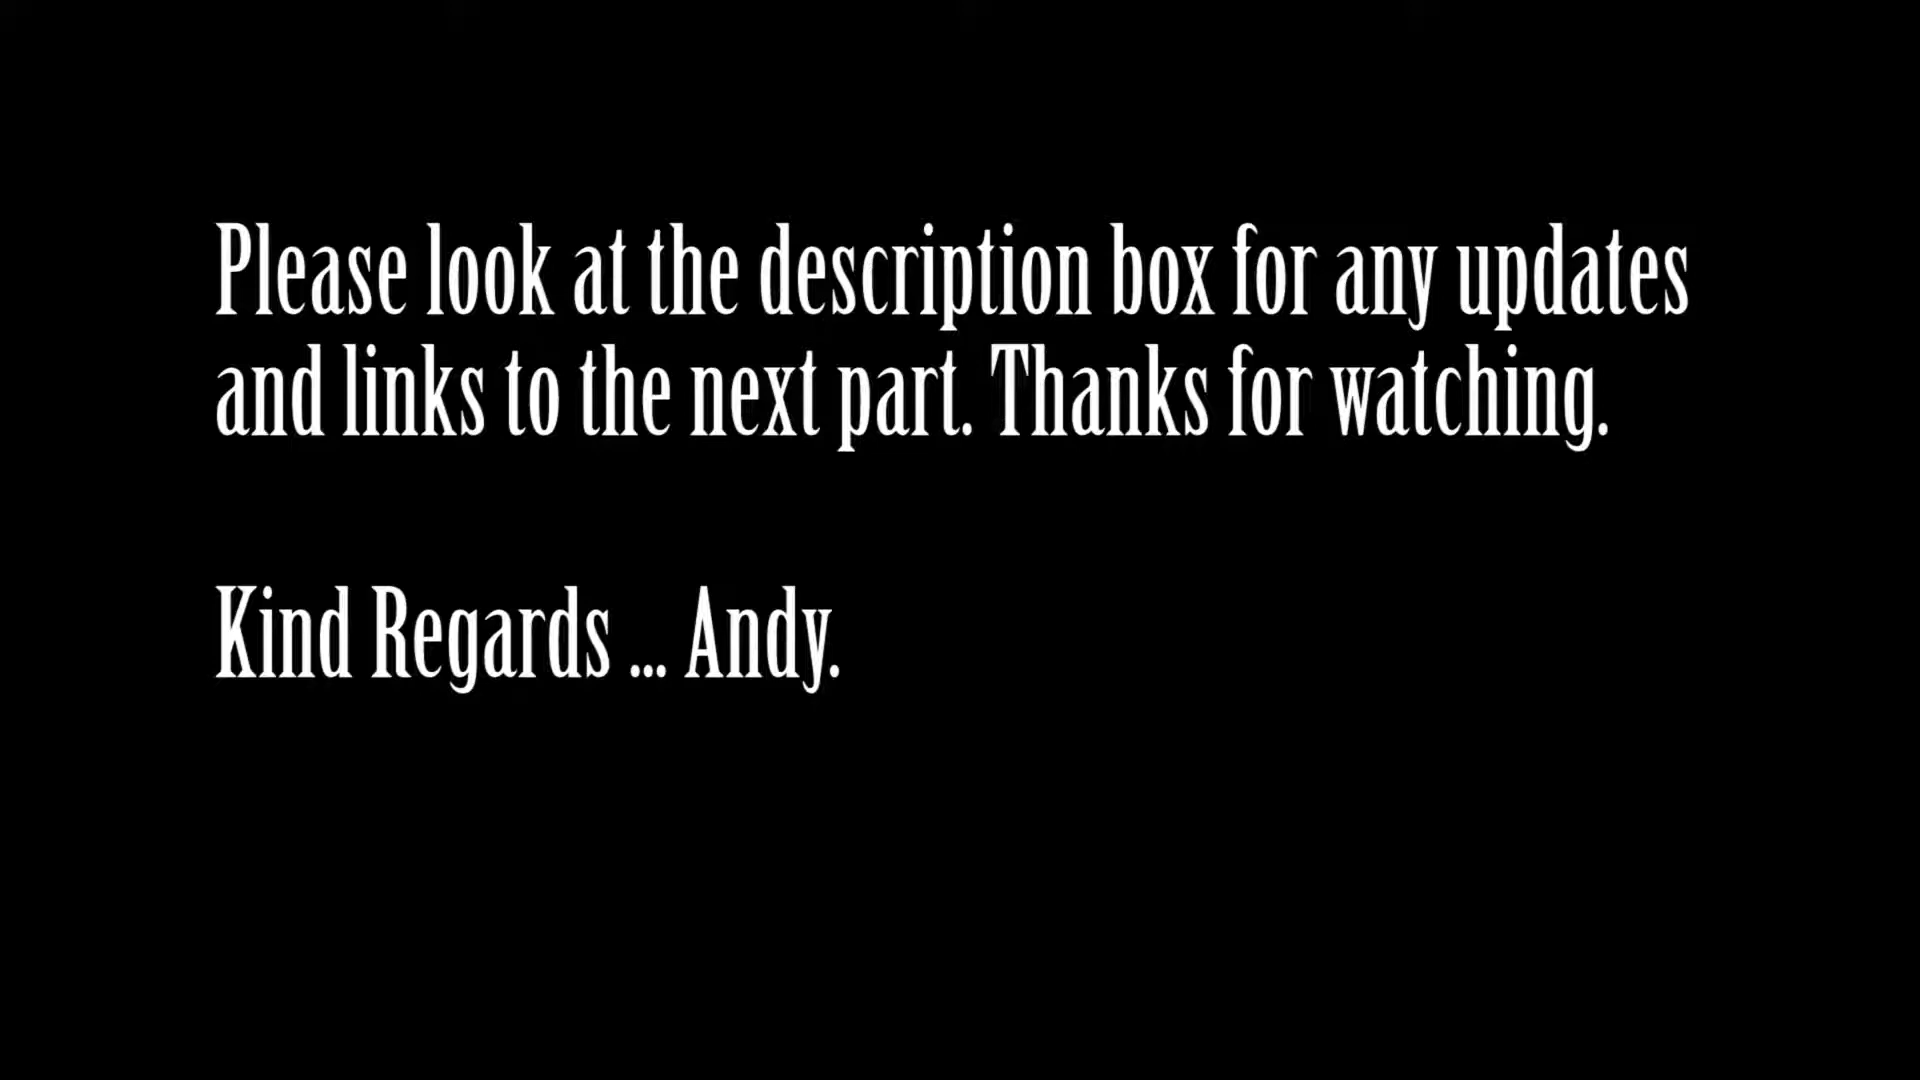 Please look at the description box for any updates
and links to the next part. Thanks for watching.
Kind Regards ... Andy.